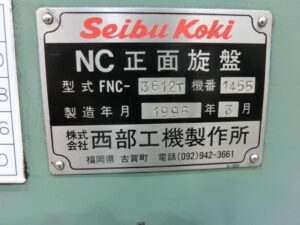 Seibu Koki
NC 正面旋盤
型式 FNC- 3612T 機番 1455
製造年月 1996 年 3 月
株式会社 西部工機製作所
福岡県 古賀町 電話 (092) 942-3661